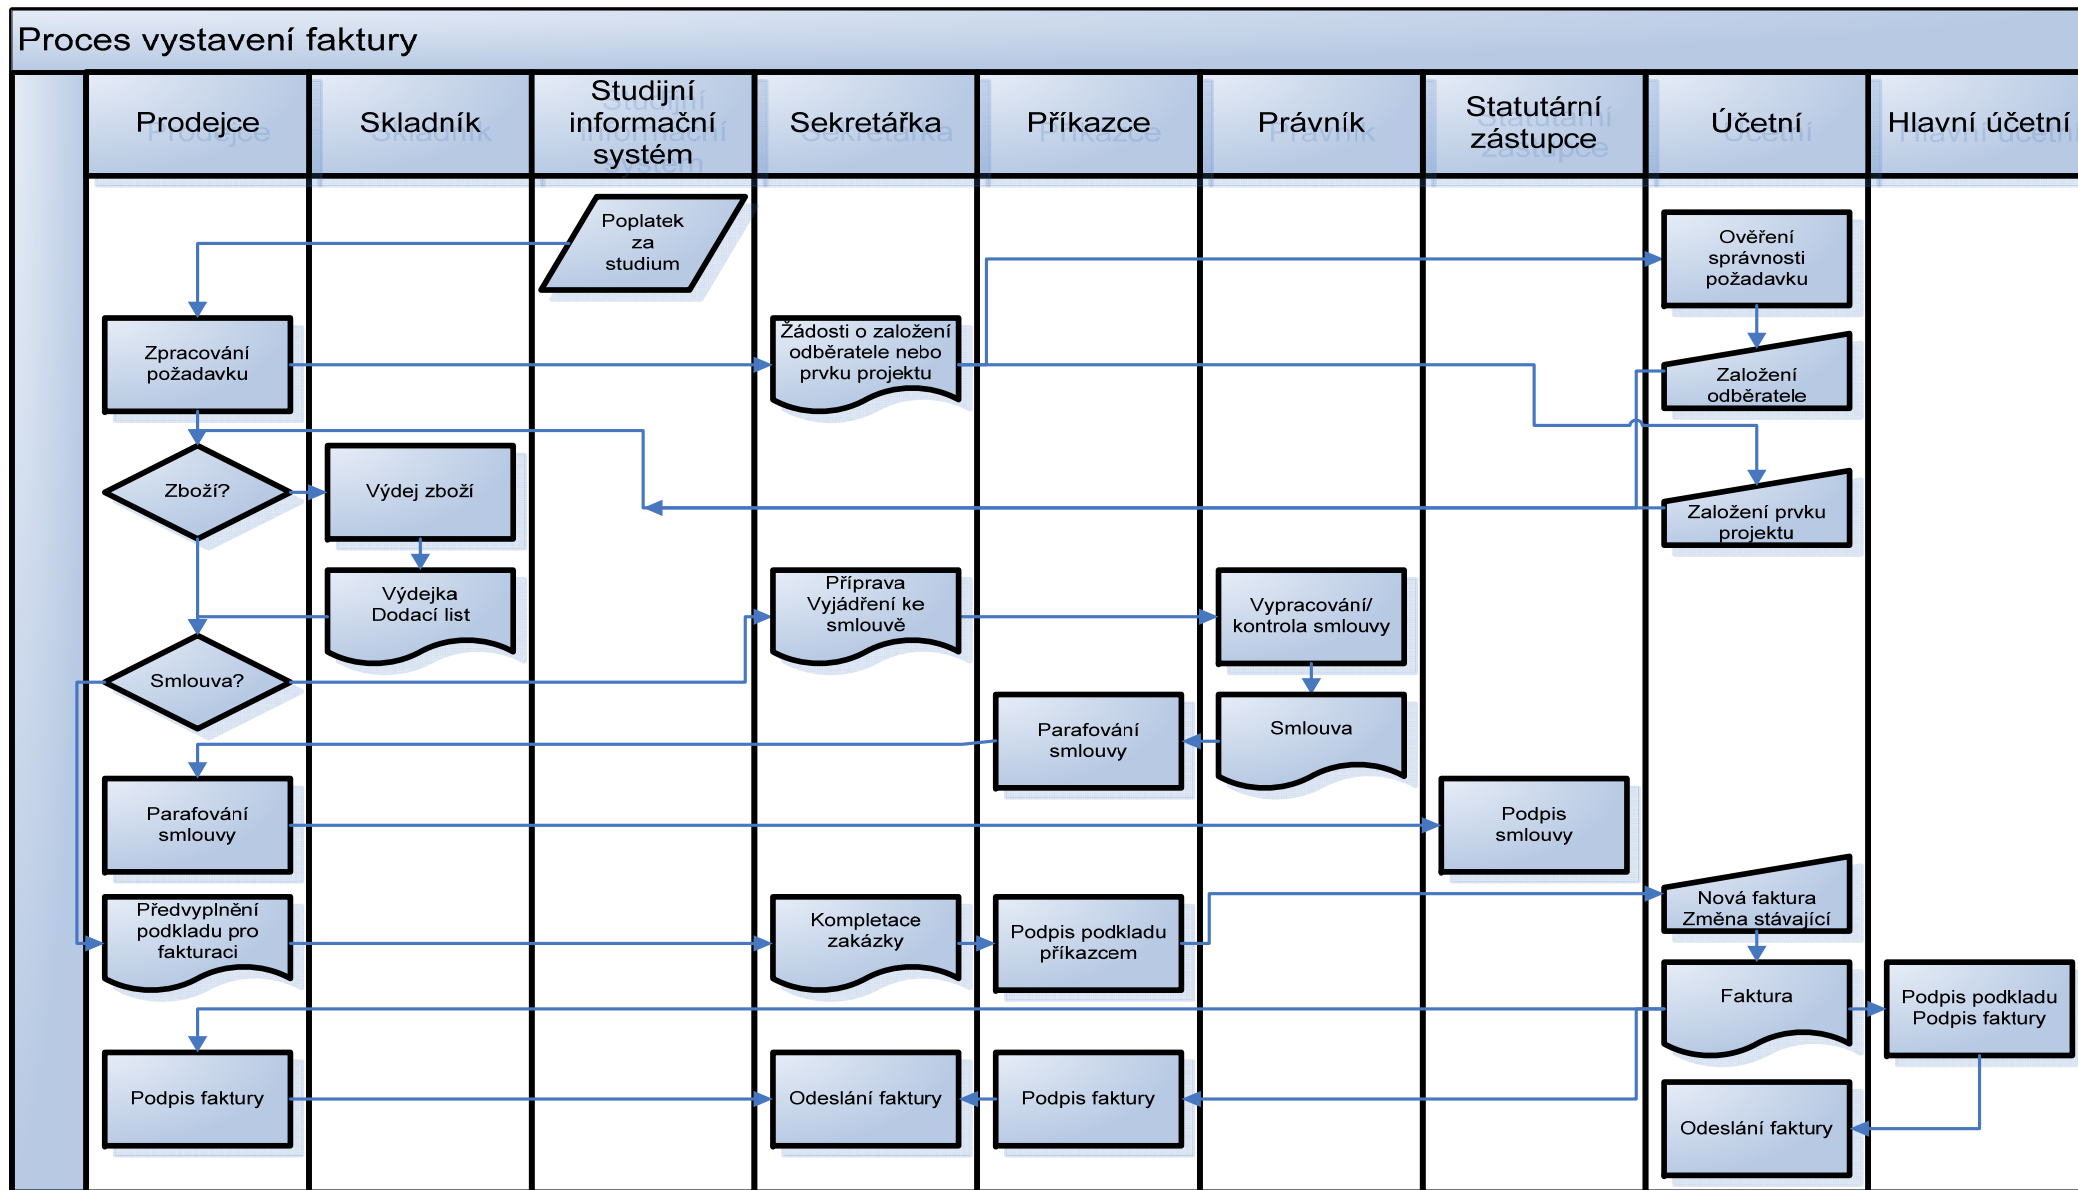 Proces vystavení faktury
Prodejce
Skladník
Studijní
informační
systém
Sekretářka
Příkazce
Právník
Statutární
zástupce
Účetní
Hlavní účetní
Poplatek
za
studium
Ověření
správnosti
požadavku
Zpracování
požadavku
Žádosti o založení
odběratele nebo
prvku projektu
Založení
odběratele
Zboží?
Výdej zboží
Založení prvku
projektu
Výdejka
Dodací list
Příprava
Vyjádření ke
smlouvě
Vypracování/
kontrola smlouvy
Smlouva?
Parafování
smlouvy
Smlouva
Parafování
smlouvy
Podpis
smlouvy
Předvyplnění
podkladu pro
fakturaci
Kompletace
zakázky
Podpis podkladu
příkazcem
Nová faktura
Změna stávající
Faktura
Podpis podkladu
Podpis faktury
Podpis faktury
Odeslání faktury
Podpis faktury
Odeslání faktury